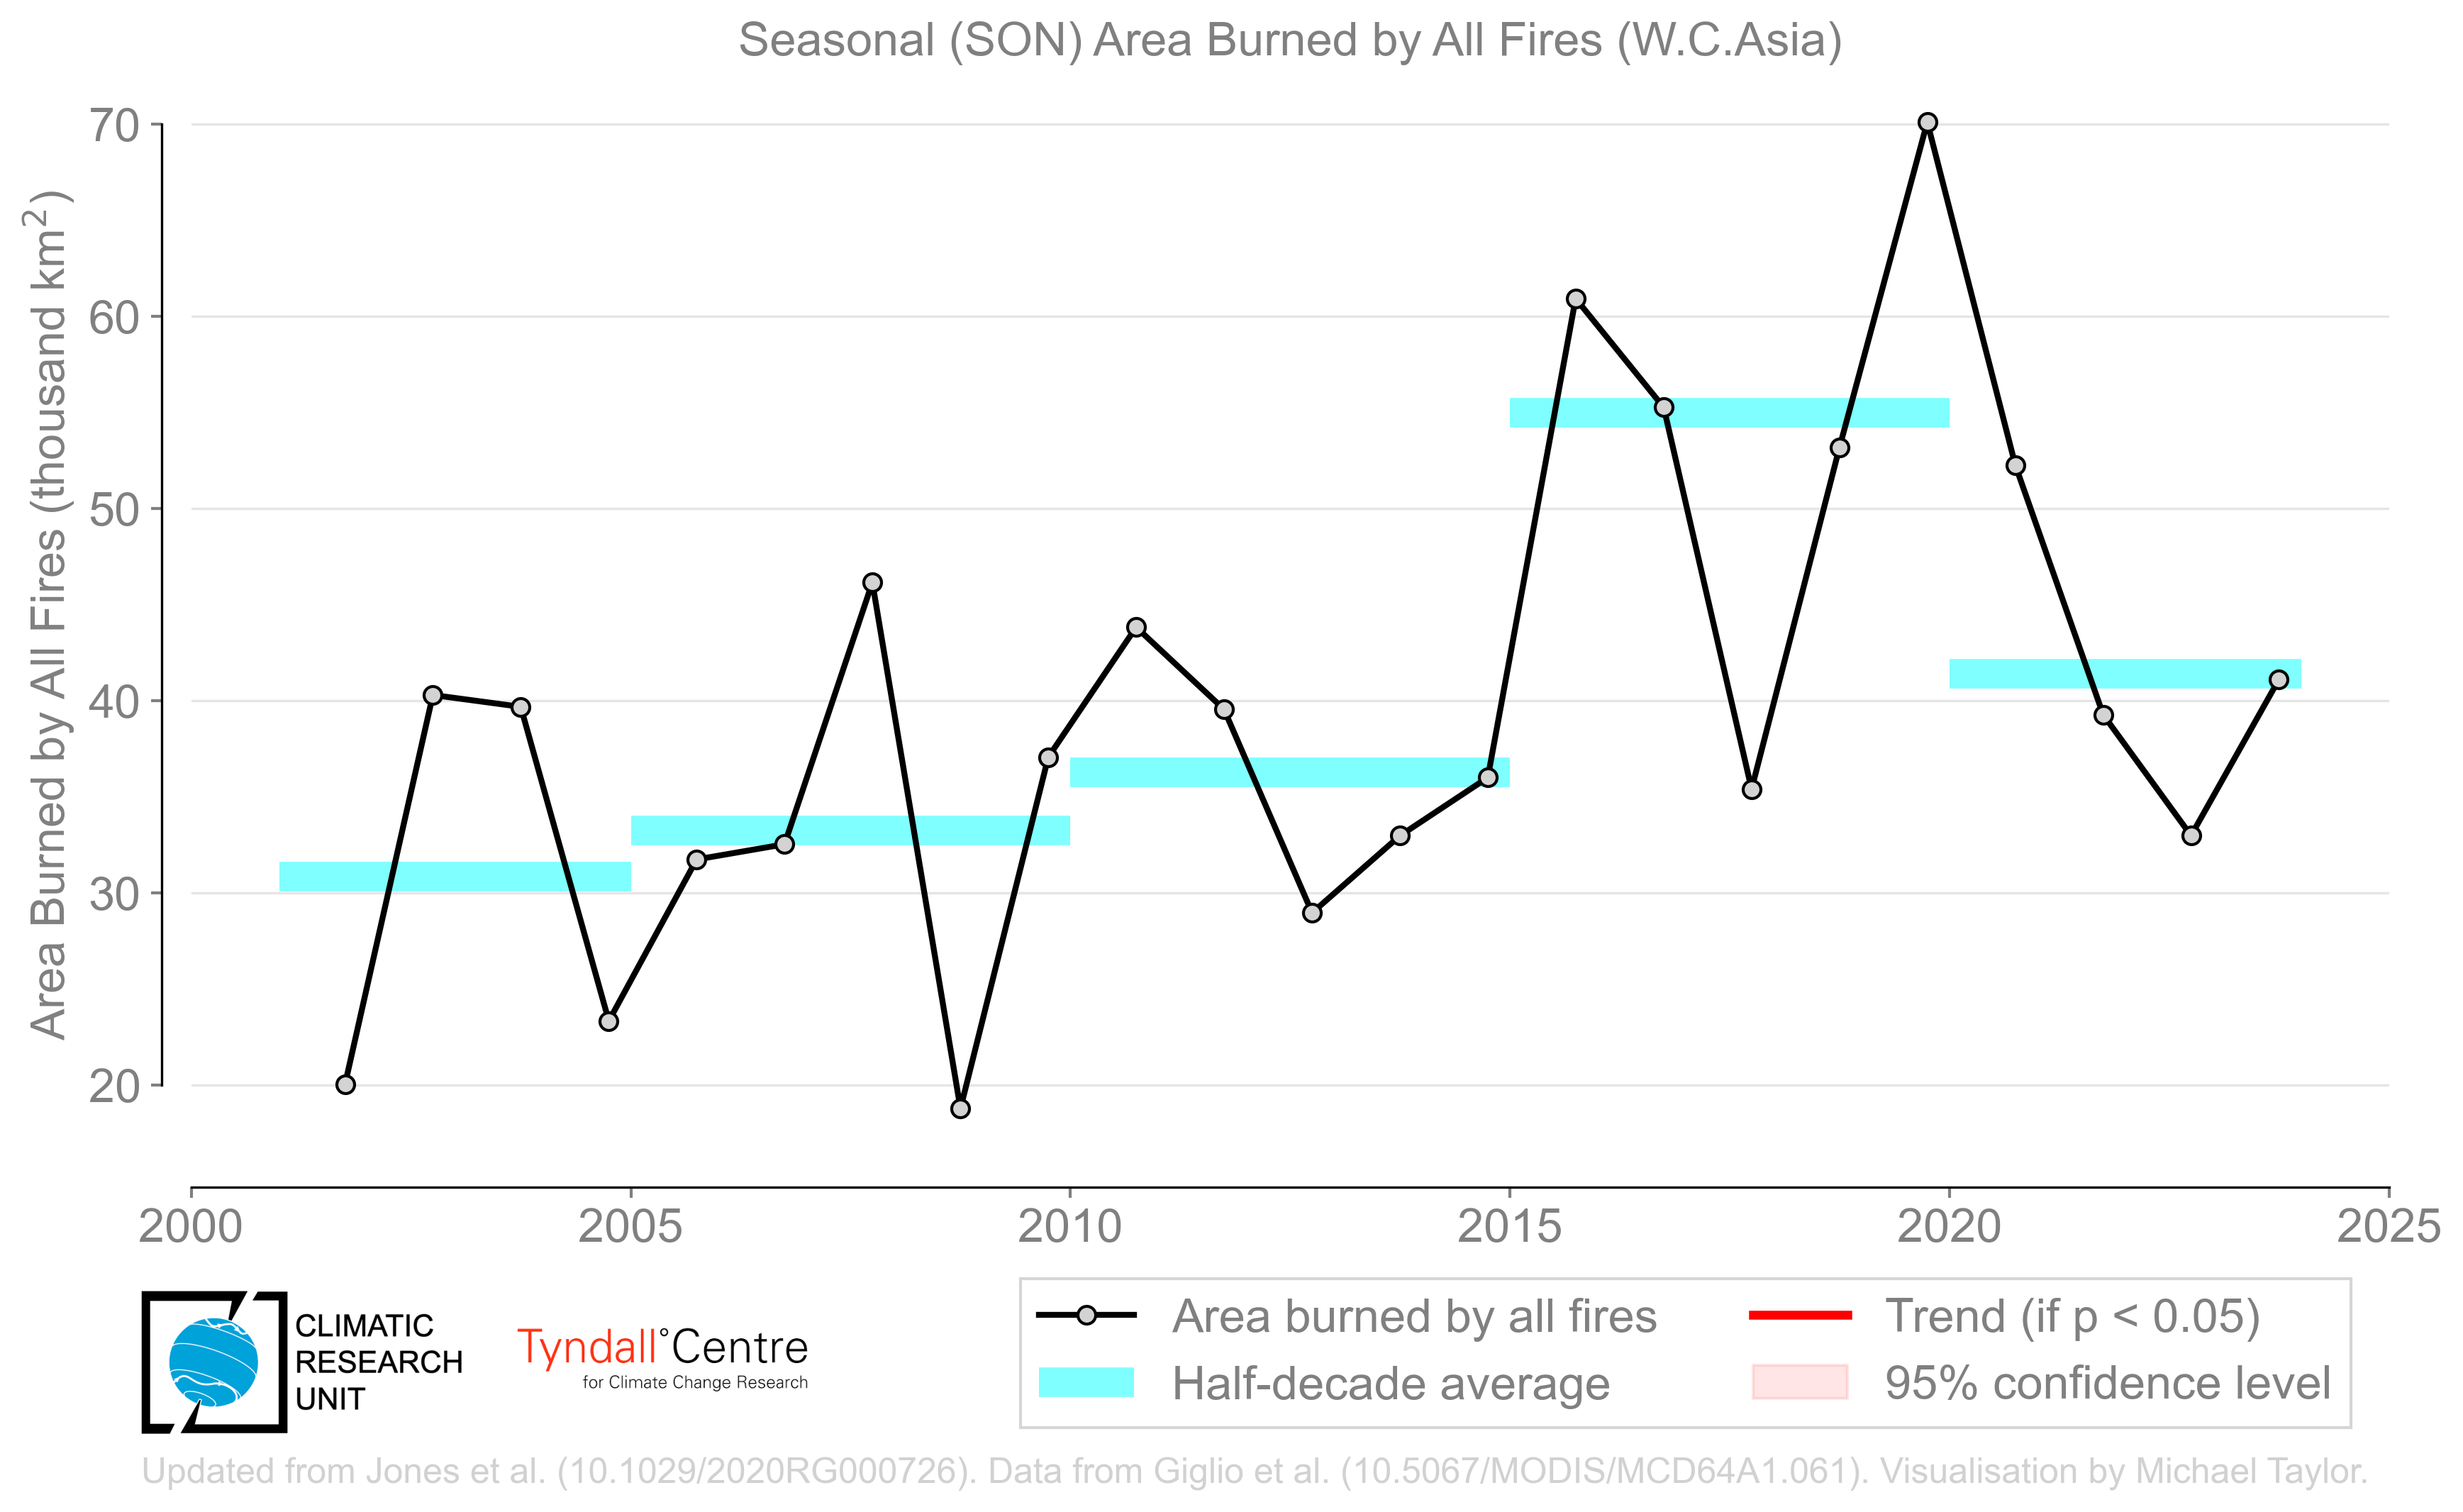 Seasonal (SON) Area Burned by All Fires (W.C.Asia)
Area Burned by All Fires (thousand km²)
70
60
50
40
30
20
2000
2005
2010
2015
2020
2025
CLIMATIC
RESEARCH
UNIT
Tyndall°Centre
for Climate Change Research
Area burned by all fires
Half-decade average
Trend (if p < 0.05)
95% confidence level
Updated from Jones et al. (10.1029/2020RG000726). Data from Giglio et al. (10.5067/MODIS/MCD64A1.061). Visualisation by Michael Taylor.